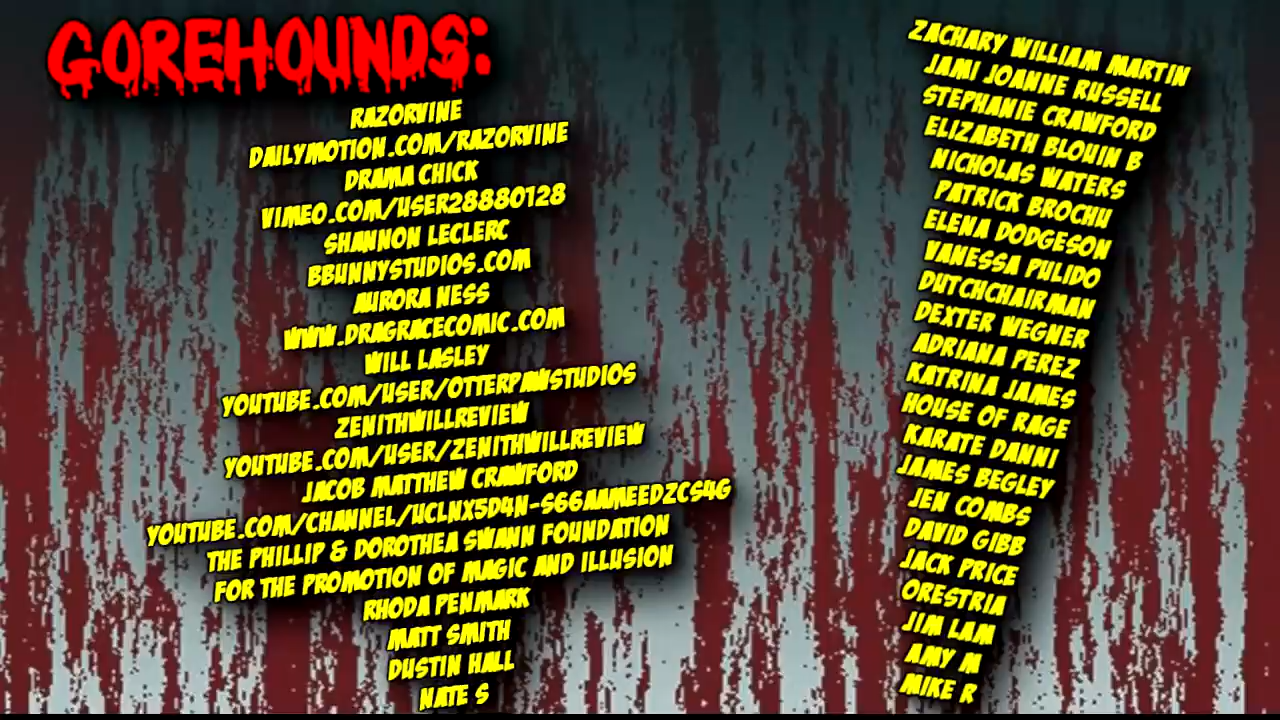 GOREHOUNDS:
RAZORVINE
DAILYMOTION.COM/RAZORVINE
DRAMA CHICK
VIMEO.COM/USER28880128
SHANNON LECLERC
BBUNNYSTUDIOS.COM
AURORA NESS
WWW.DRAGRACECOMIC.COM
WILL LASLEY
YOUTUBE.COM/USER/OTTERPAWSTUDIOS
ZENITHWILLREVIEW
YOUTUBE.COM/USER/ZENITHWILLREVIEW
JACOB MATTHEW CRAWFORD
YOUTUBE.COM/CHANNEL/UCLNX5D4N-S66AAMEEDZCS4G
THE PHILLIP & DOROTHEA SWANN FOUNDATION
FOR THE PROMOTION OF MAGIC AND ILLUSION
RHODA PENMARK
MATT SMITH
DUSTIN HALL
NATE S
ZACHARY WILLIAM MARTIN
JAMI JOANNE RUSSELL
STEPHANIE CRAWFORD
ELIZABETH BLOUIN B
NICHOLAS WATERS
PATRICK BROCHU
ELENA DODGESON
VANESSA PULIDO
DUTCHCHAIRMAN
DEXTER WEGNER
ADRIANA PEREZ
KATRINA JAMES
HOUSE OF RAGE
KARATE DANNI
JAMES BEGLEY
JEN COMBS
DAVID GIBB
JACK PRICE
ORESTRIA
JIM LAM
AMY M
MIKE R